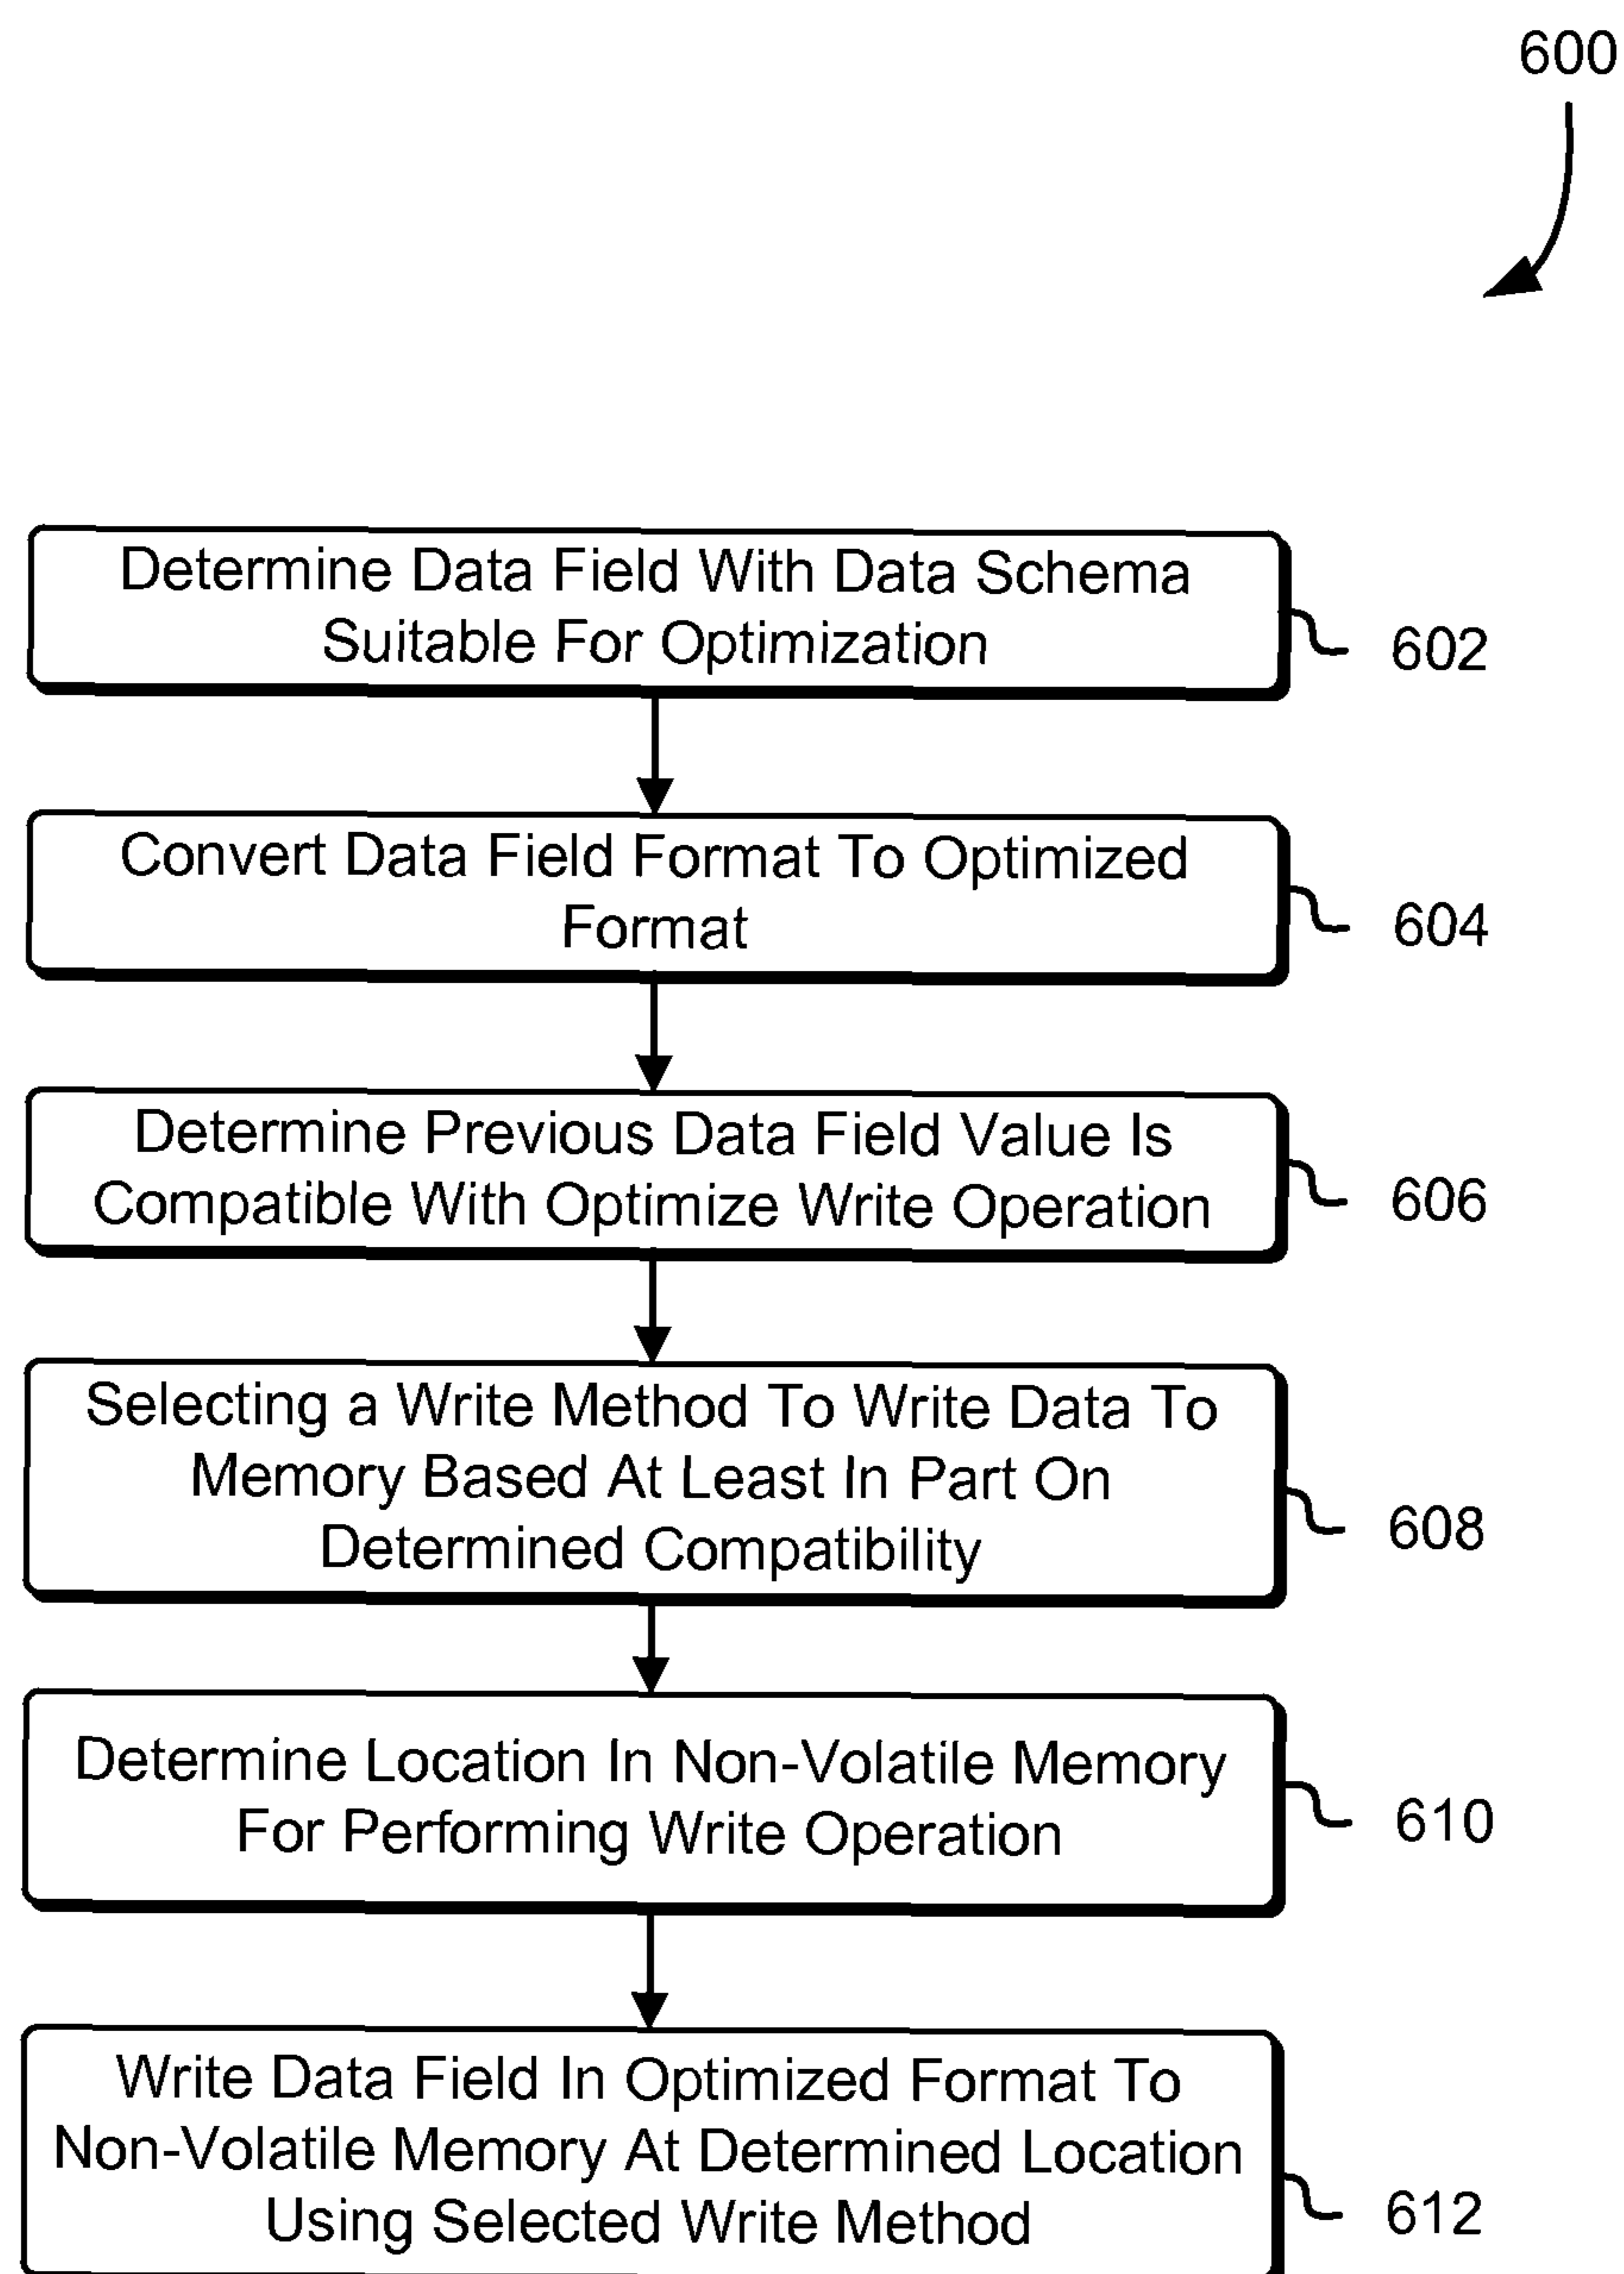 600
Determine Data Field With Data Schema
Suitable For Optimization
602
Convert Data Field Format To Optimized
Format
604
Determine Previous Data Field Value Is
Compatible With Optimize Write Operation
606
Selecting a Write Method To Write Data To
Memory Based At Least In Part On
Determined Compatibility
608
Determine Location In Non-Volatile Memory
For Performing Write Operation
610
Write Data Field In Optimized Format To
Non-Volatile Memory At Determined Location
Using Selected Write Method
612